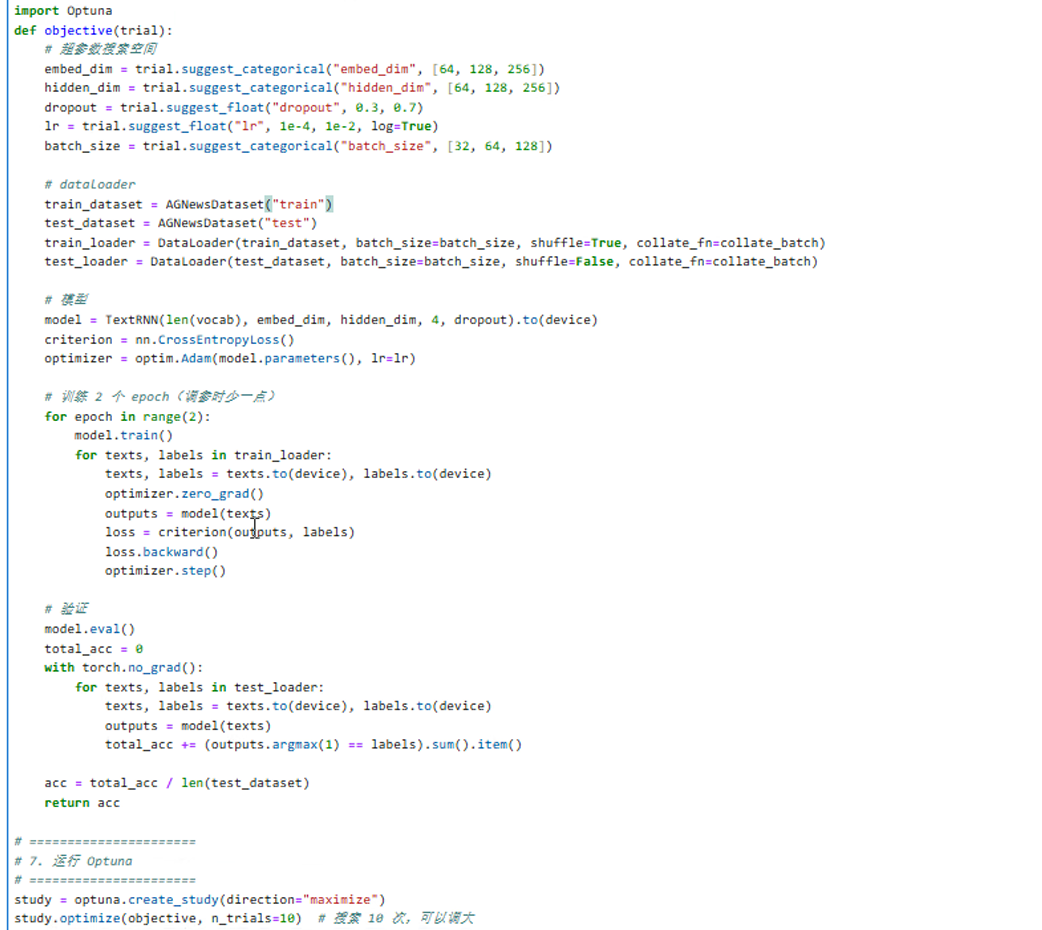 import Optuna
def objective(trial):
    # 超参数搜索空间
    embed_dim = trial.suggest_categorical("embed_dim", [64, 128, 256])
    hidden_dim = trial.suggest_categorical("hidden_dim", [64, 128, 256])
    dropout = trial.suggest_float("dropout", 0.3, 0.7)
    lr = trial.suggest_float("lr", 1e-4, 1e-2, log=True)
    batch_size = trial.suggest_categorical("batch_size", [32, 64, 128])

    # dataLoader
    train_dataset = AGNewsDataset("train")
    test_dataset = AGNewsDataset("test")
    train_loader = DataLoader(train_dataset, batch_size=batch_size, shuffle=True, collate_fn=collate_batch)
    test_loader = DataLoader(test_dataset, batch_size=batch_size, shuffle=False, collate_fn=collate_batch)

    # 模型
    model = TextRNN(len(vocab), embed_dim, hidden_dim, 4, dropout).to(device)
    criterion = nn.CrossEntropyLoss()
    optimizer = optim.Adam(model.parameters(), lr=lr)

    # 训练 2 个 epoch（调参时少一点）
    for epoch in range(2):
        model.train()
        for texts, labels in train_loader:
            texts, labels = texts.to(device), labels.to(device)
            optimizer.zero_grad()
            outputs = model(texts)
            loss = criterion(outputs, labels)
            loss.backward()
            optimizer.step()

    # 验证
    model.eval()
    total_acc = 0
    with torch.no_grad():
        for texts, labels in test_loader:
            texts, labels = texts.to(device), labels.to(device)
            outputs = model(texts)
            total_acc += (outputs.argmax(1) == labels).sum().item()

    acc = total_acc / len(test_dataset)
    return acc

# ======================
# 7. 运行 Optuna
# ======================
study = optuna.create_study(direction="maximize")
study.optimize(objective, n_trials=10)  # 搜索 10 次，可以调大